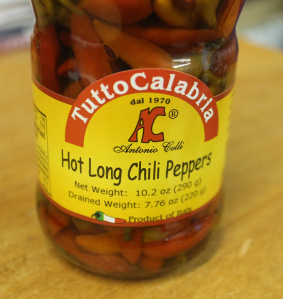 TuttoCalabria
dal 1970
AC®
Antonio Celli
Hot Long Chili Peppers
Net Weight: 10.2 oz (290 g)
Drained Weight: 7.76 oz (220 g)
Product of Italy